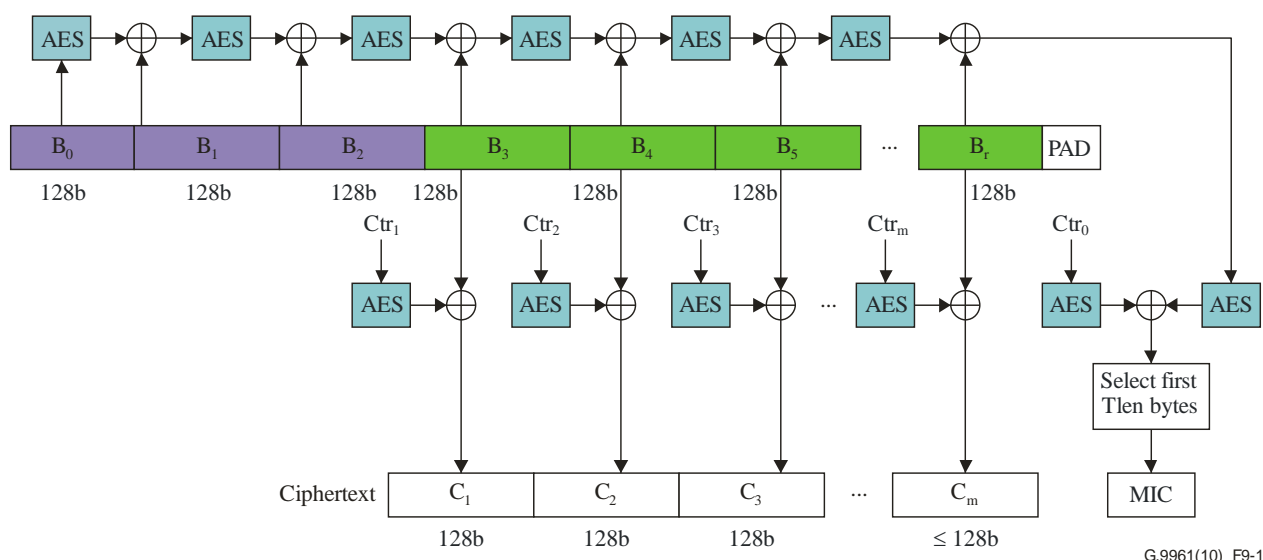 AES AES AES AES AES AES
B₀ B₁ B₂ B₃ B₄ B₅ ... Bᵣ PAD
128b 128b 128b 128b 128b 128b 128b
Ctr₁ Ctr₂ Ctr₃ Ctrₘ Ctr₀
AES AES AES ... AES AES AES
Select first
Tlen bytes
Ciphertext C₁ C₂ C₃ ... Cₘ MIC
128b 128b 128b ≤ 128b
G.9961(10)_F9-1